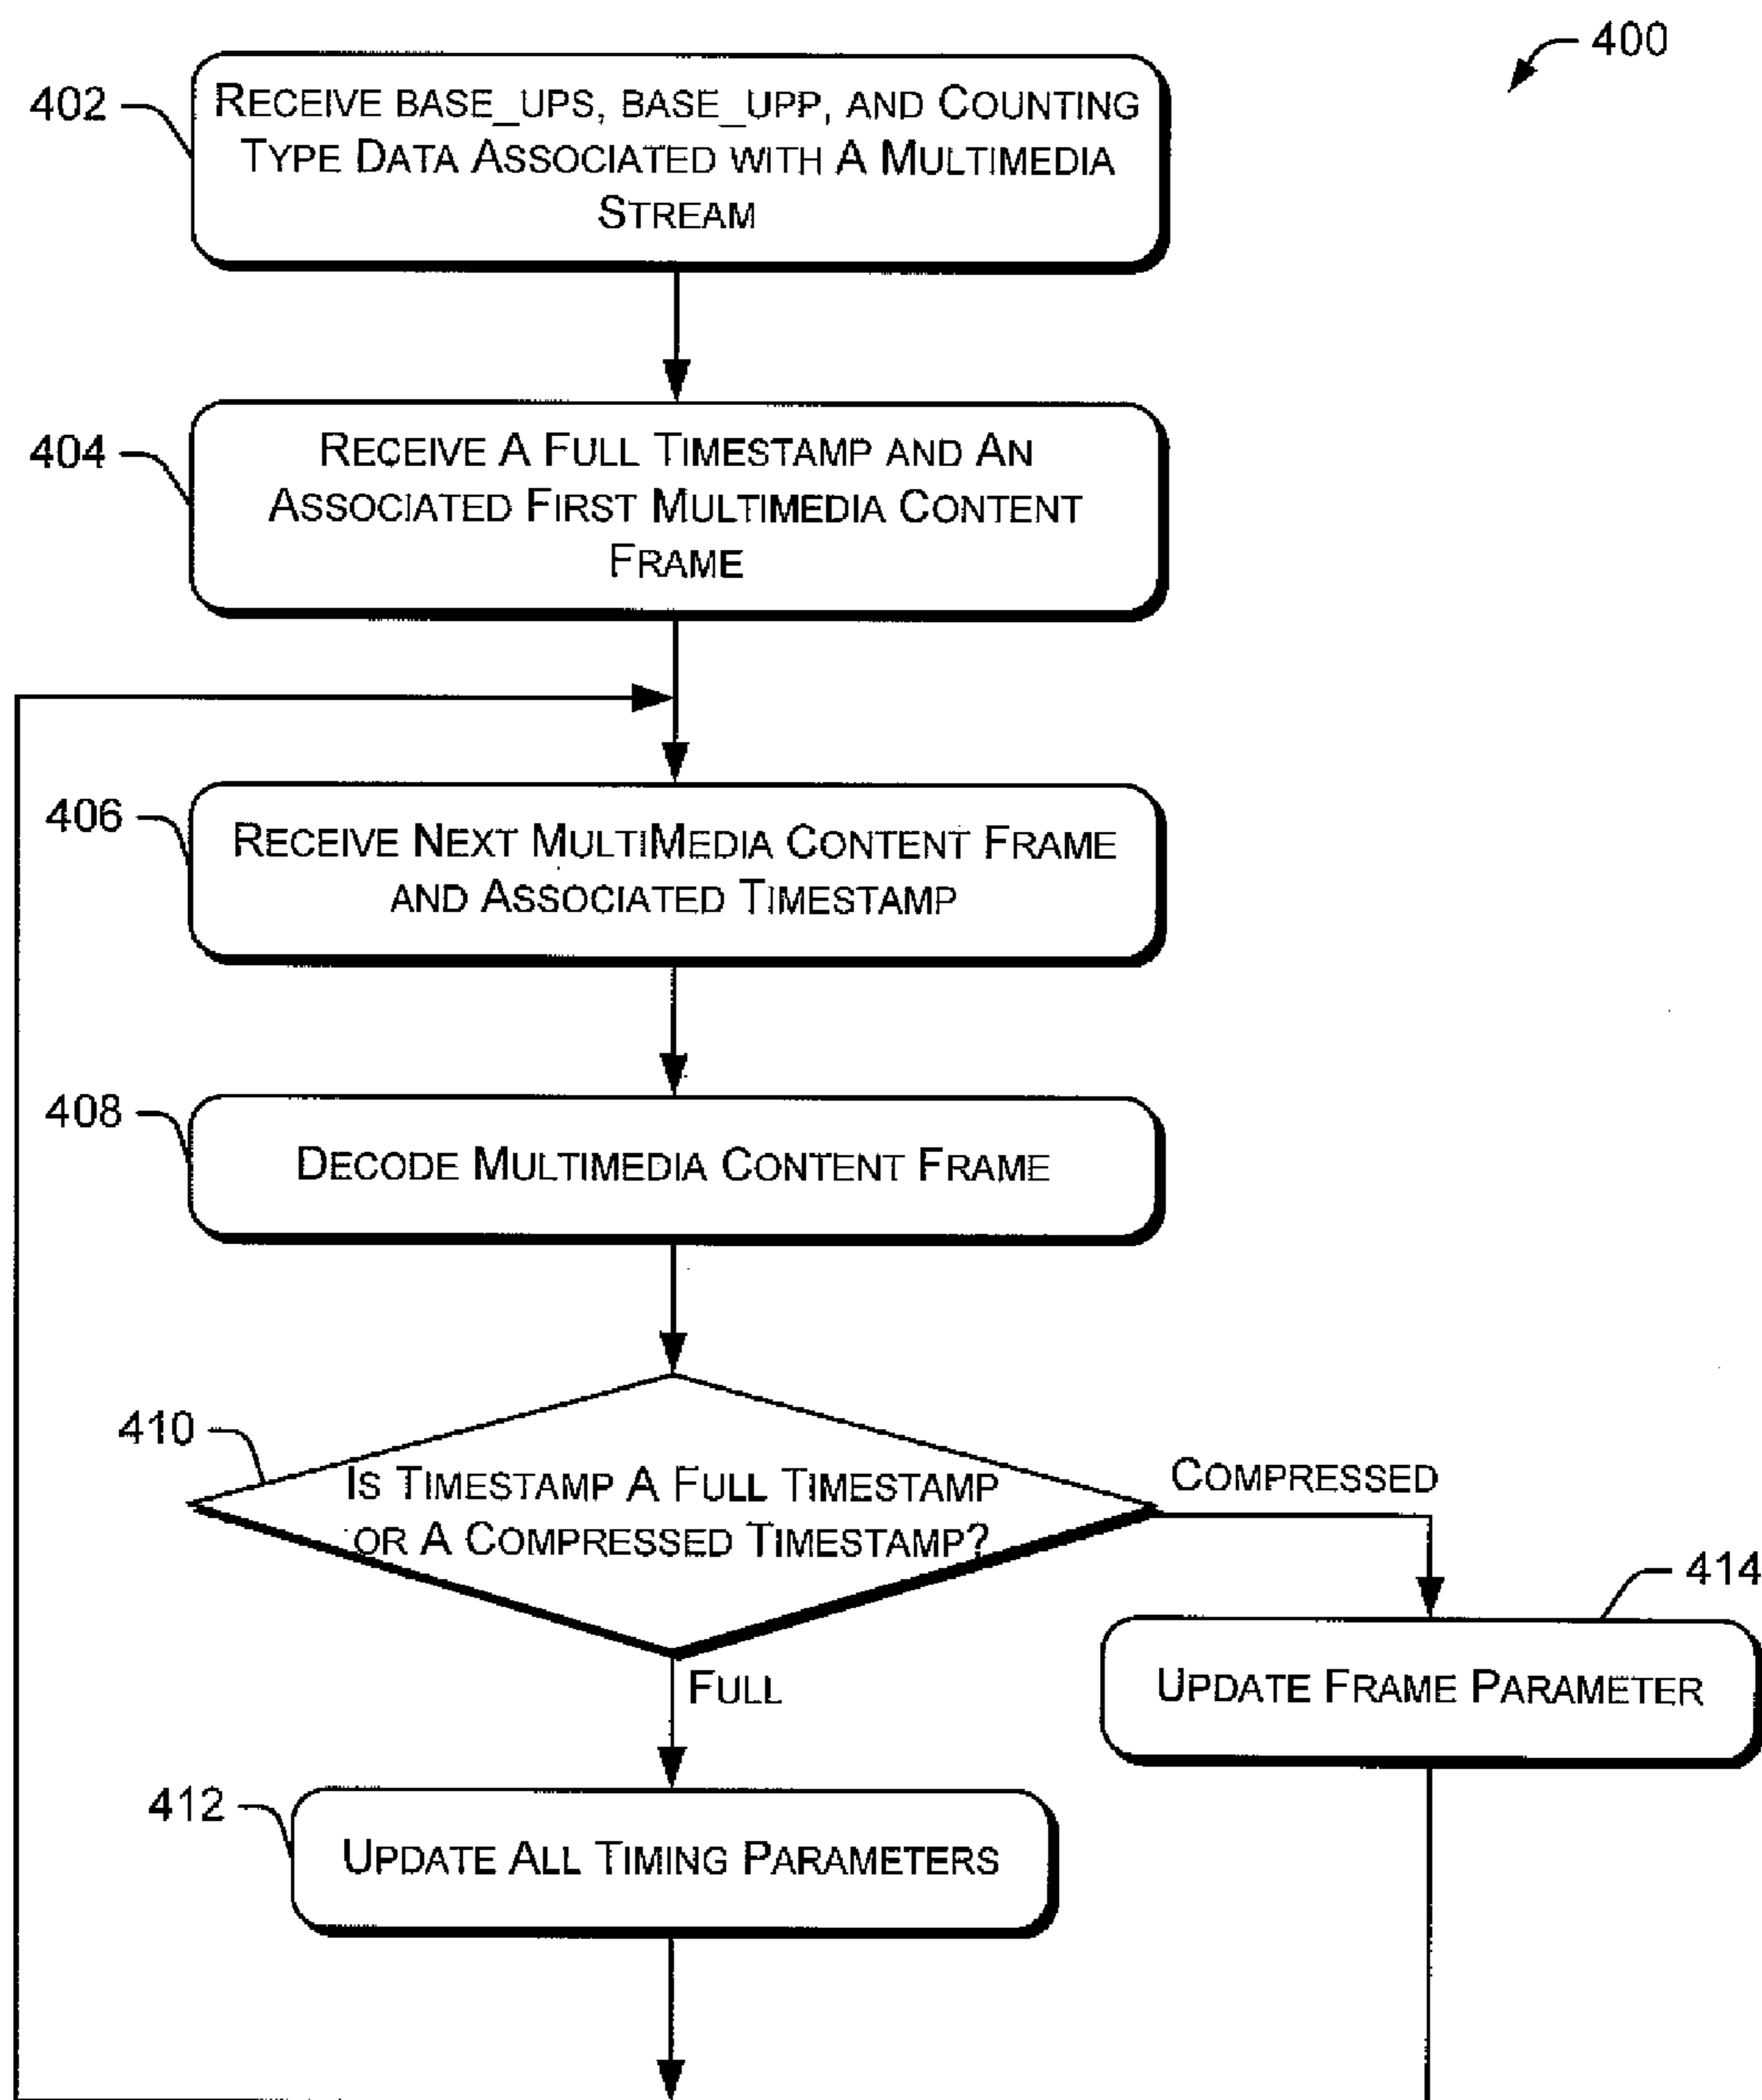 400
402
RECEIVE BASE_UPS, BASE_UPP, AND COUNTING
TYPE DATA ASSOCIATED WITH A MULTIMEDIA
STREAM
404
RECEIVE A FULL TIMESTAMP AND AN
ASSOCIATED FIRST MULTIMEDIA CONTENT
FRAME
406
RECEIVE NEXT MULTIMEDIA CONTENT FRAME
AND ASSOCIATED TIMESTAMP
408
DECODE MULTIMEDIA CONTENT FRAME
410
IS TIMESTAMP A FULL TIMESTAMP
OR A COMPRESSED TIMESTAMP?
COMPRESSED
414
UPDATE FRAME PARAMETER
FULL
412
UPDATE ALL TIMING PARAMETERS